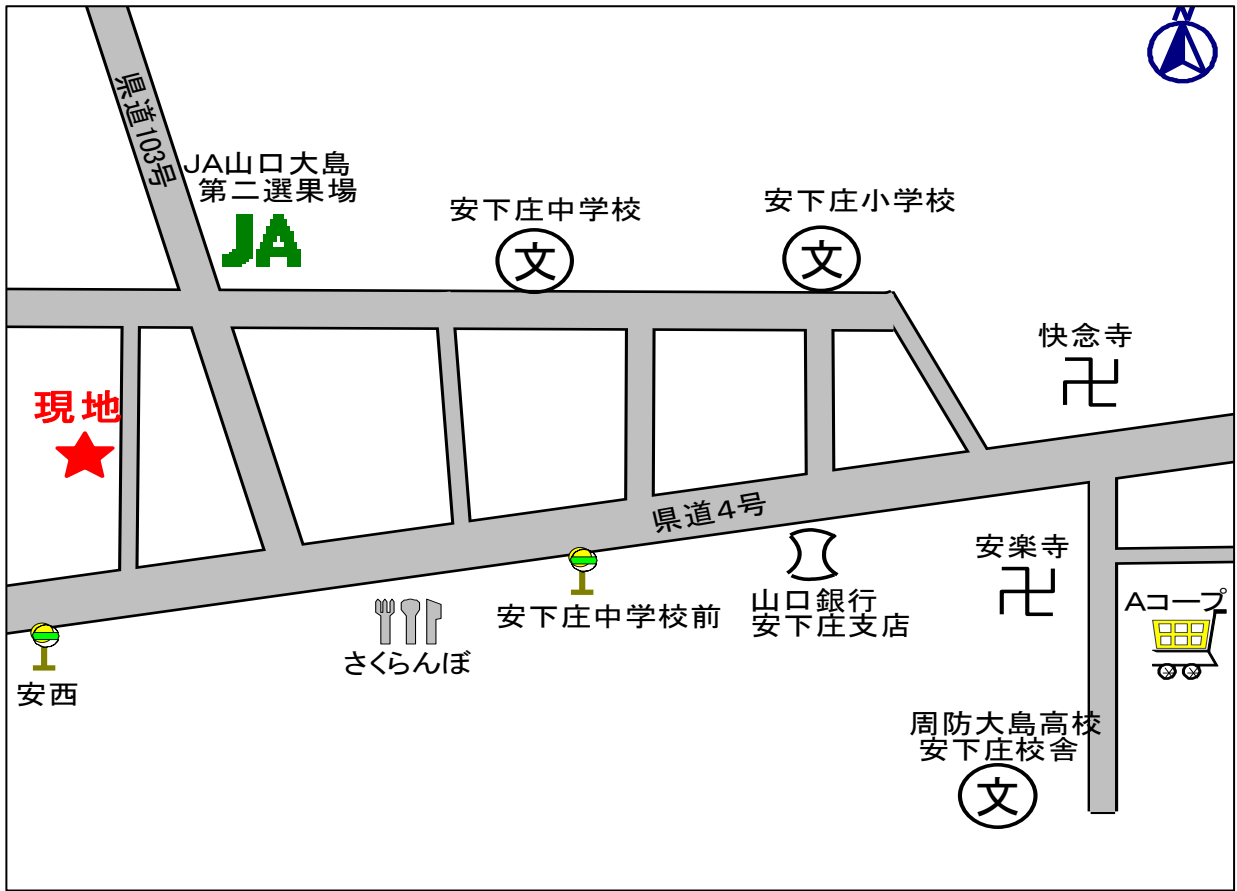 N
県道103号
JA山口大島
第二選果場
JA
安下庄中学校
文
安下庄小学校
文
快念寺
現地
県道4号
安楽寺
山口銀行
安下庄支店
安下庄中学校前
Aコープ
さくらんぼ
安西
周防大島高校
安下庄校舎
文